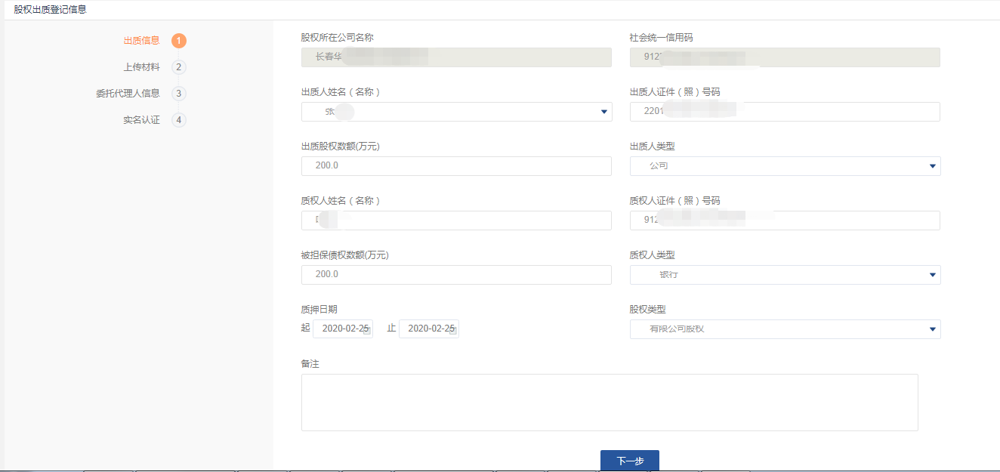 股权出质登记信息
出质信息 1
上传材料 2
委托代理人信息 3
实名认证 4
股权所在公司名称 社会统一信用码
长春华 912
出质人姓名（名称） 出质人证件（照）号码
张 2201
出质股权数额(万元) 出质人类型
200.0 公司
质权人姓名（名称） 质权人证件（照）号码
912
被担保债权数额(万元) 质权人类型
200.0 银行
质押日期 股权类型
起 2020-02-25 止 2020-02-25 有限公司股权
备注
下一步